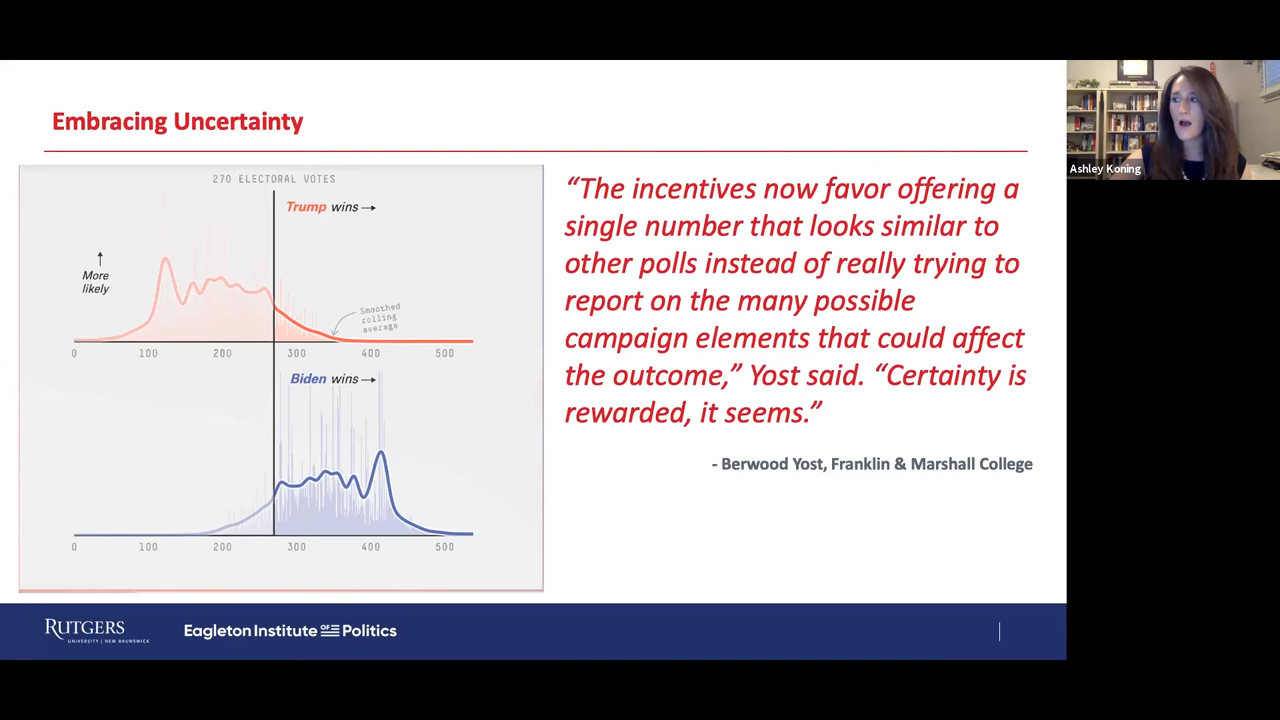 Embracing Uncertainty
270 ELECTORAL VOTES
Trump wins →
More
likely
Smoothed
rolling
average
0 100 200 300 400 500
Biden wins →
0 100 200 300 400 500
“The incentives now favor offering a
single number that looks similar to
other polls instead of really trying to
report on the many possible
campaign elements that could affect
the outcome,” Yost said. “Certainty is
rewarded, it seems.”
- Berwood Yost, Franklin & Marshall College
Ashley Koning
RUTGERS
UNIVERSITY | NEW BRUNSWICK
Eagleton Institute OF Politics